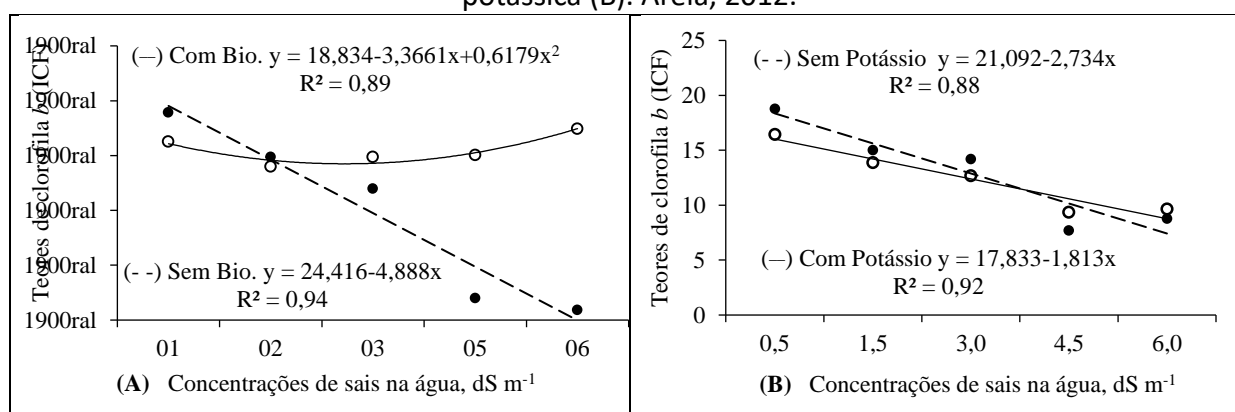 potássica (B). Areia, 2012.
Teores de clorofila b (ICF)
1900ral
1900ral
1900ral
1900ral
1900ral
1900ral
(—) Com Bio. y = 18,834-3,3661x+0,6179x²
R² = 0,89
(- -) Sem Bio. y = 24,416-4,888x
R² = 0,94
01 02 03 05 06
(A) Concentrações de sais na água, dS m⁻¹
Teores de clorofila b (ICF)
25
20
15
10
5
0
(- -) Sem Potássio y = 21,092-2,734x
R² = 0,88
(—) Com Potássio y = 17,833-1,813x
R² = 0,92
0,5 1,5 3,0 4,5 6,0
(B) Concentrações de sais na água, dS m⁻¹